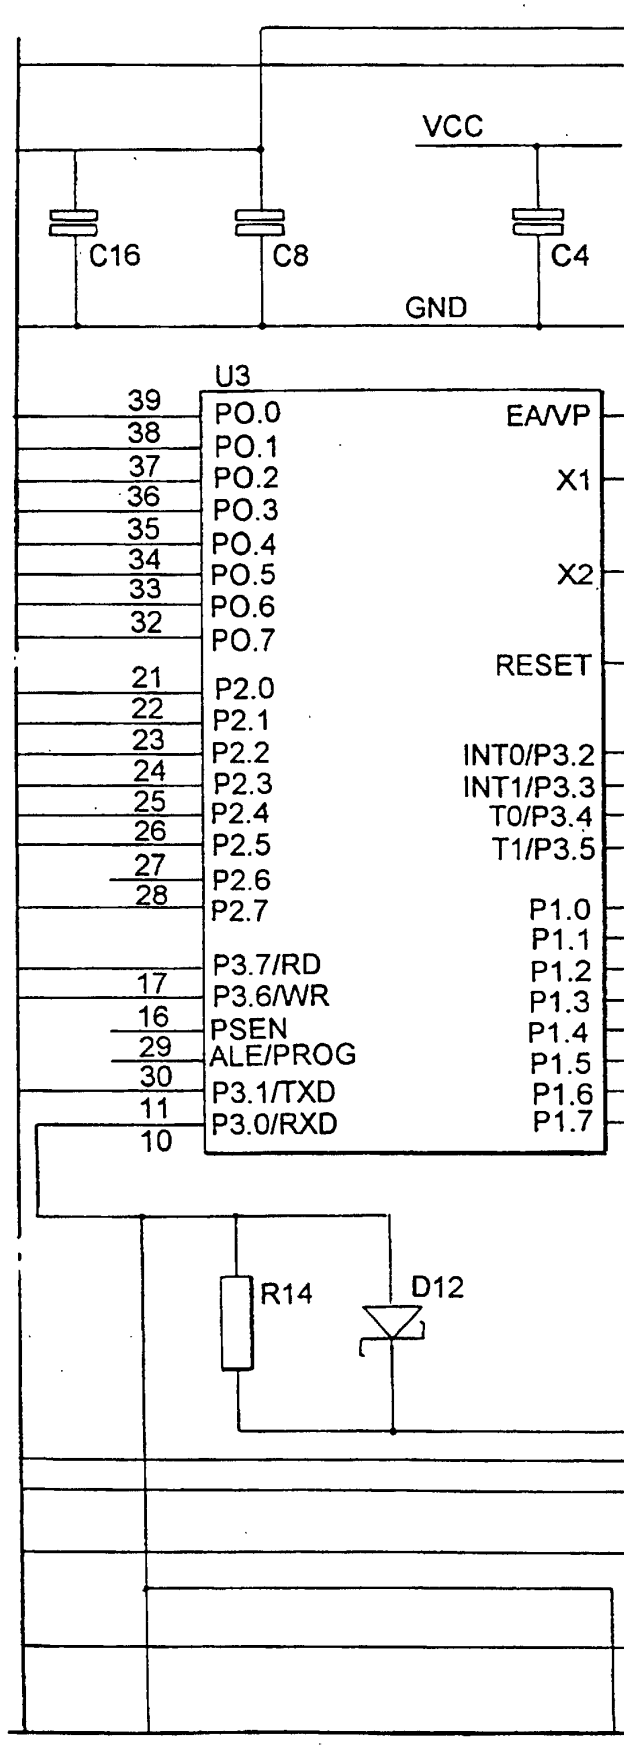 VCC
C16
C8
C4
GND
U3
39 PO.0 EA/VP
38 PO.1
37 PO.2 X1
36 PO.3
35 PO.4
34 PO.5 X2
33 PO.6
32 PO.7
RESET
21 P2.0
22 P2.1
23 P2.2 INT0/P3.2
24 P2.3 INT1/P3.3
25 P2.4 T0/P3.4
26 P2.5 T1/P3.5
27 P2.6
28 P2.7 P1.0
P1.1
P3.7/RD P1.2
17 P3.6/WR P1.3
16 PSEN P1.4
29 ALE/PROG P1.5
30 P3.1/TXD P1.6
11 P3.0/RXD P1.7
10
R14
D12